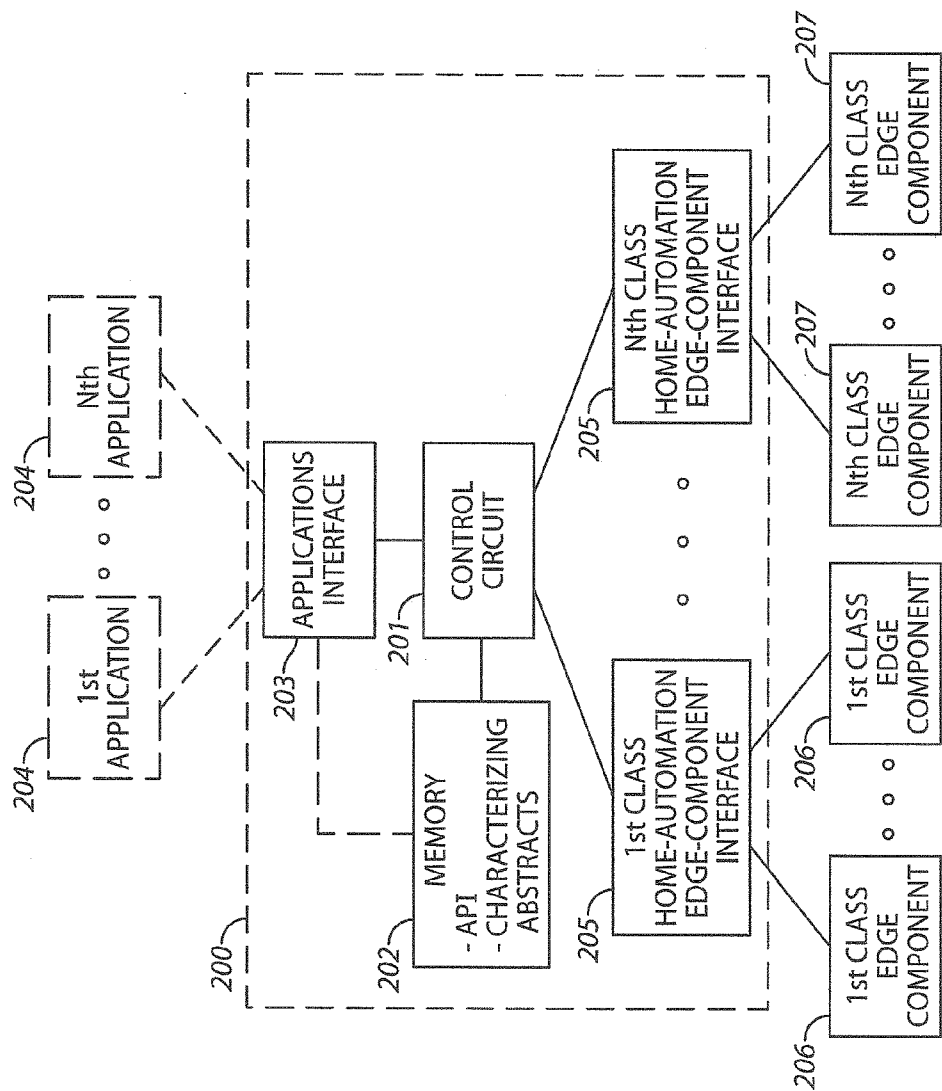 204
1st
APPLICATION
204
Nth
APPLICATION
200
203
APPLICATIONS
INTERFACE
202
MEMORY
- API
- CHARACTERIZING
ABSTRACTS
201
CONTROL
CIRCUIT
205
1st CLASS
HOME-AUTOMATION
EDGE-COMPONENT
INTERFACE
205
Nth CLASS
HOME-AUTOMATION
EDGE-COMPONENT
INTERFACE
206
1st CLASS
EDGE
COMPONENT
206
1st CLASS
EDGE
COMPONENT
207
Nth CLASS
EDGE
COMPONENT
207
Nth CLASS
EDGE
COMPONENT